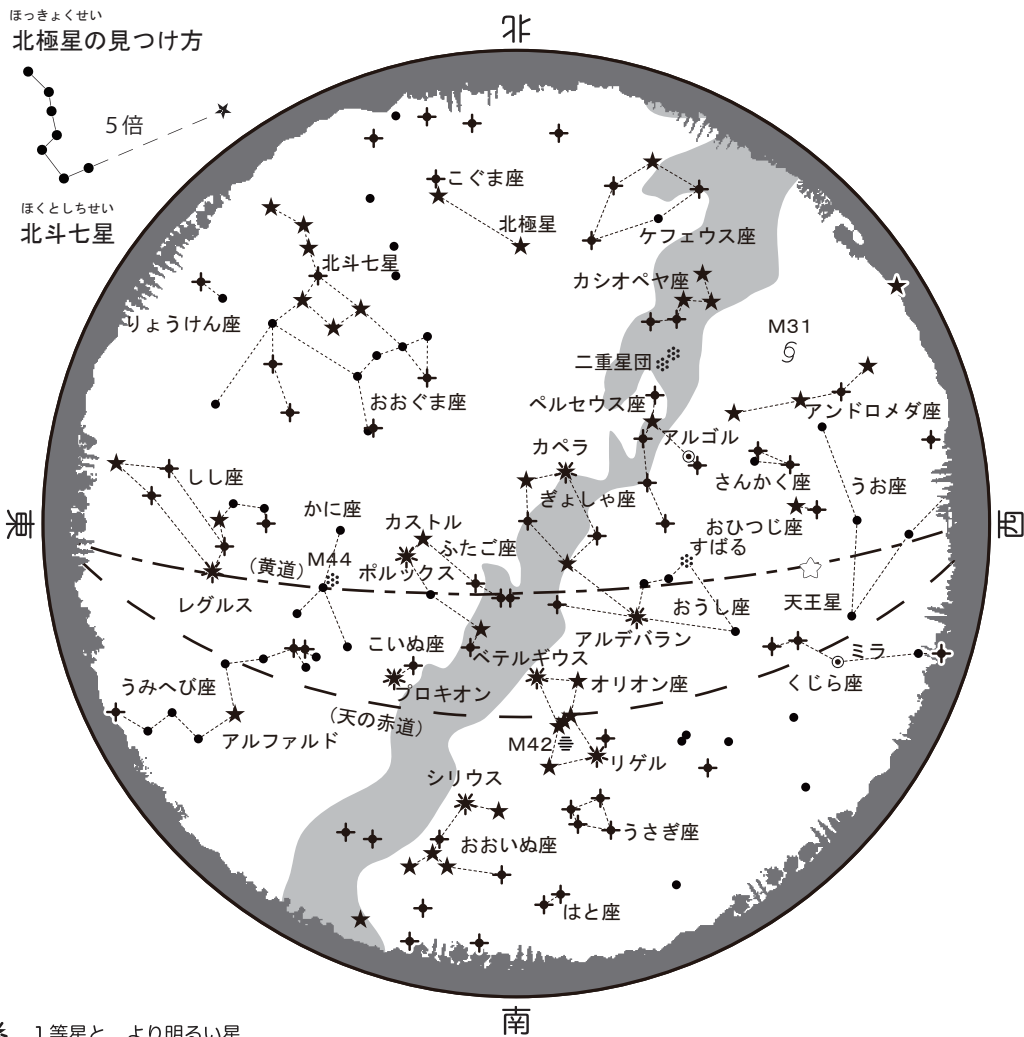 ほっきょくせい
北極星の見つけ方
5倍
ほくとしちせい
北斗七星
北
こぐま座
北極星
ケフェウス座
北斗七星
カシオペヤ座
りょうけん座
M31
二重星団
おおぐま座
ペルセウス座
アンドロメダ座
カペラ
アルゴル
しし座
さんかく座
うお座
ぎょしゃ座
かに座
カストル
おひつじ座
東
西
ふたご座
すばる
M44
(黄道)
ポルックス
レグルス
おうし座
天王星
アルデバラン
こいぬ座
ミラ
ベテルギウス
うみへび座
プロキオン
オリオン座
くじら座
(天の赤道)
アルファルド
M42
リゲル
シリウス
うさぎ座
おおいぬ座
はと座
南
1等星と、より明るい星